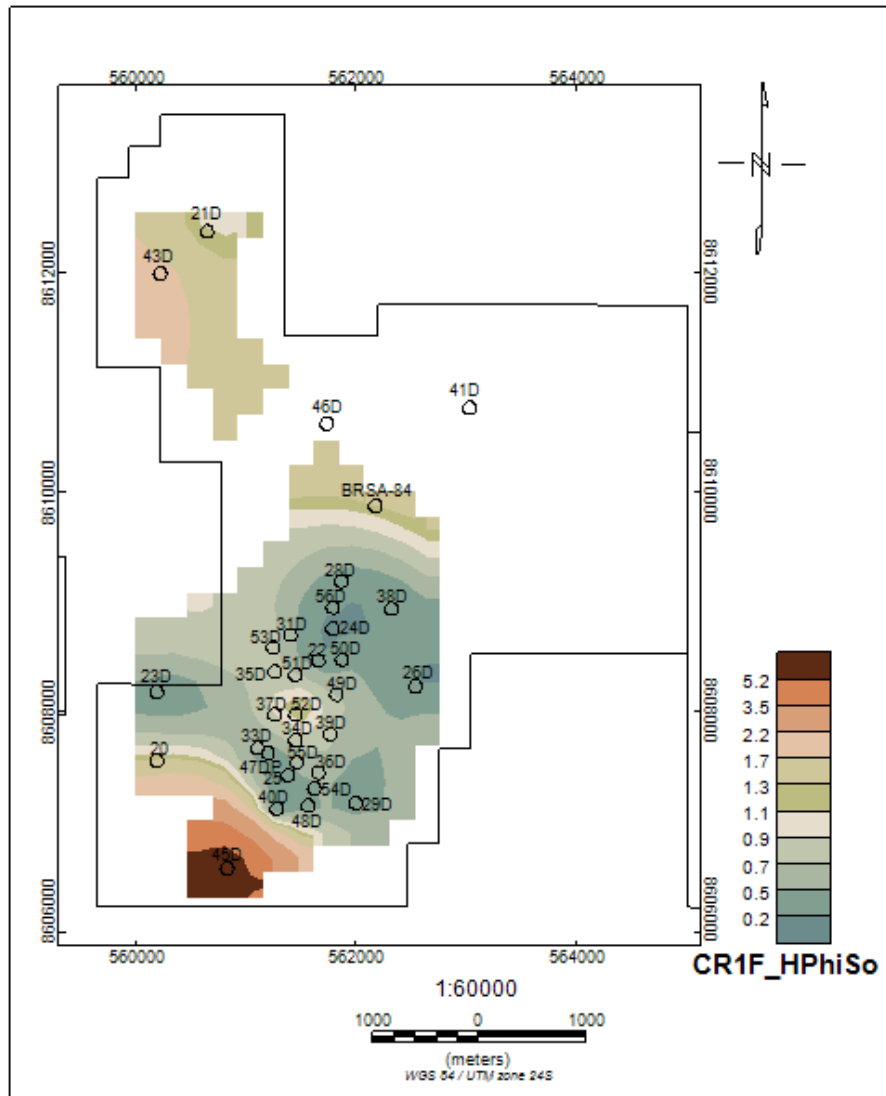 560000 562000 564000
21D
43D
8612000 8612000
41D
46D
BRSA-84
8610000 8610000
28D
56D 38D
31D 24D
53D 22 50D
35D 51D 26D
23D 49D
8608000 37D 52D 8608000
34D 39D
33D
20 47DP 55D 36D
25
40D 54D 29D
48D
45D
8606000 8606000
560000 562000 564000
5.2
3.5
2.2
1.7
1.3
1.1
0.9
0.7
0.5
0.2
CR1F_HPhiSo
1:60000
1000 0 1000
(meters)
WGS 84 / UTM zone 24S